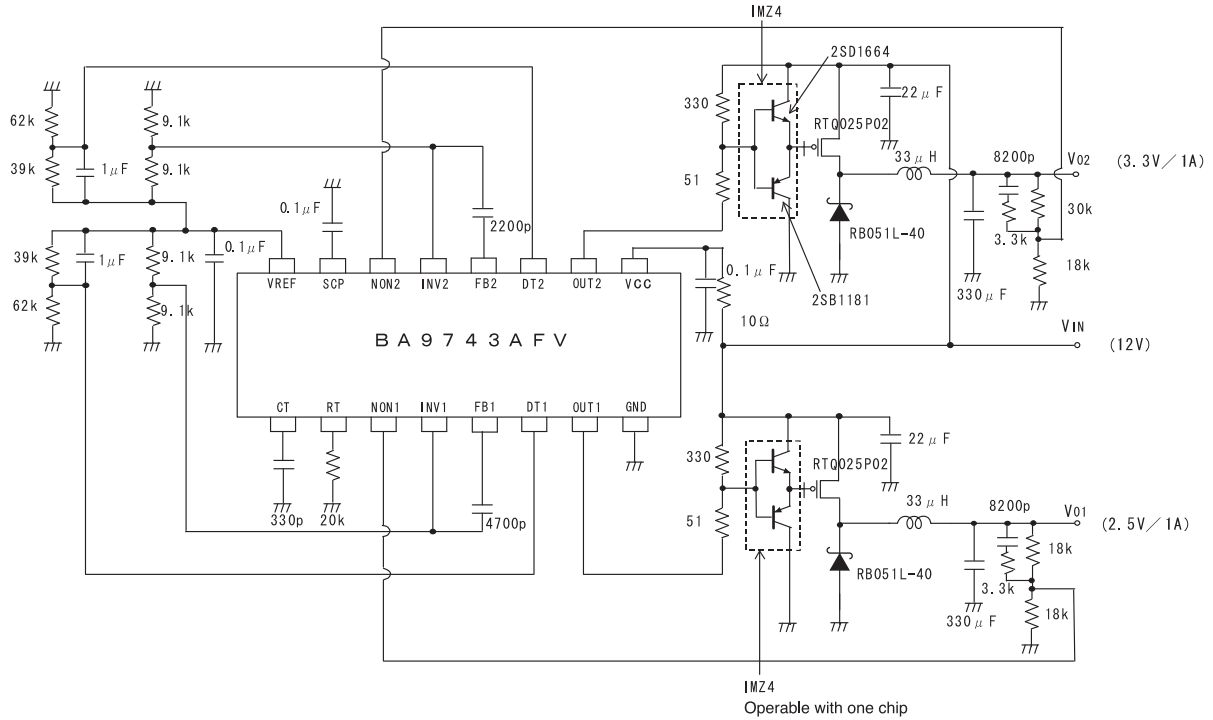 IMZ4
2SD1664
330
22μF
RTQ025P02
62k
9.1k
39k
1μF
9.1k
51
33μH
8200p
VO2
(3.3V/1A)
0.1μF
2200p
30k
RB051L-40
3.3k
39k
1μF
9.1k
0.1μF
18k
330μF
62k
9.1k
VREF
SCP
NON2
INV2
FB2
DT2
OUT2
VCC
0.1μF
2SB1181
10Ω
BA9743AFV
VIN
(12V)
CT
RT
NON1
INV1
FB1
DT1
OUT1
GND
22μF
330
RTQ025P02
33μH
330p
20k
4700p
51
8200p
VO1
(2.5V/1A)
18k
RB051L-40
3.3k
330μF
18k
IMZ4
Operable with one chip